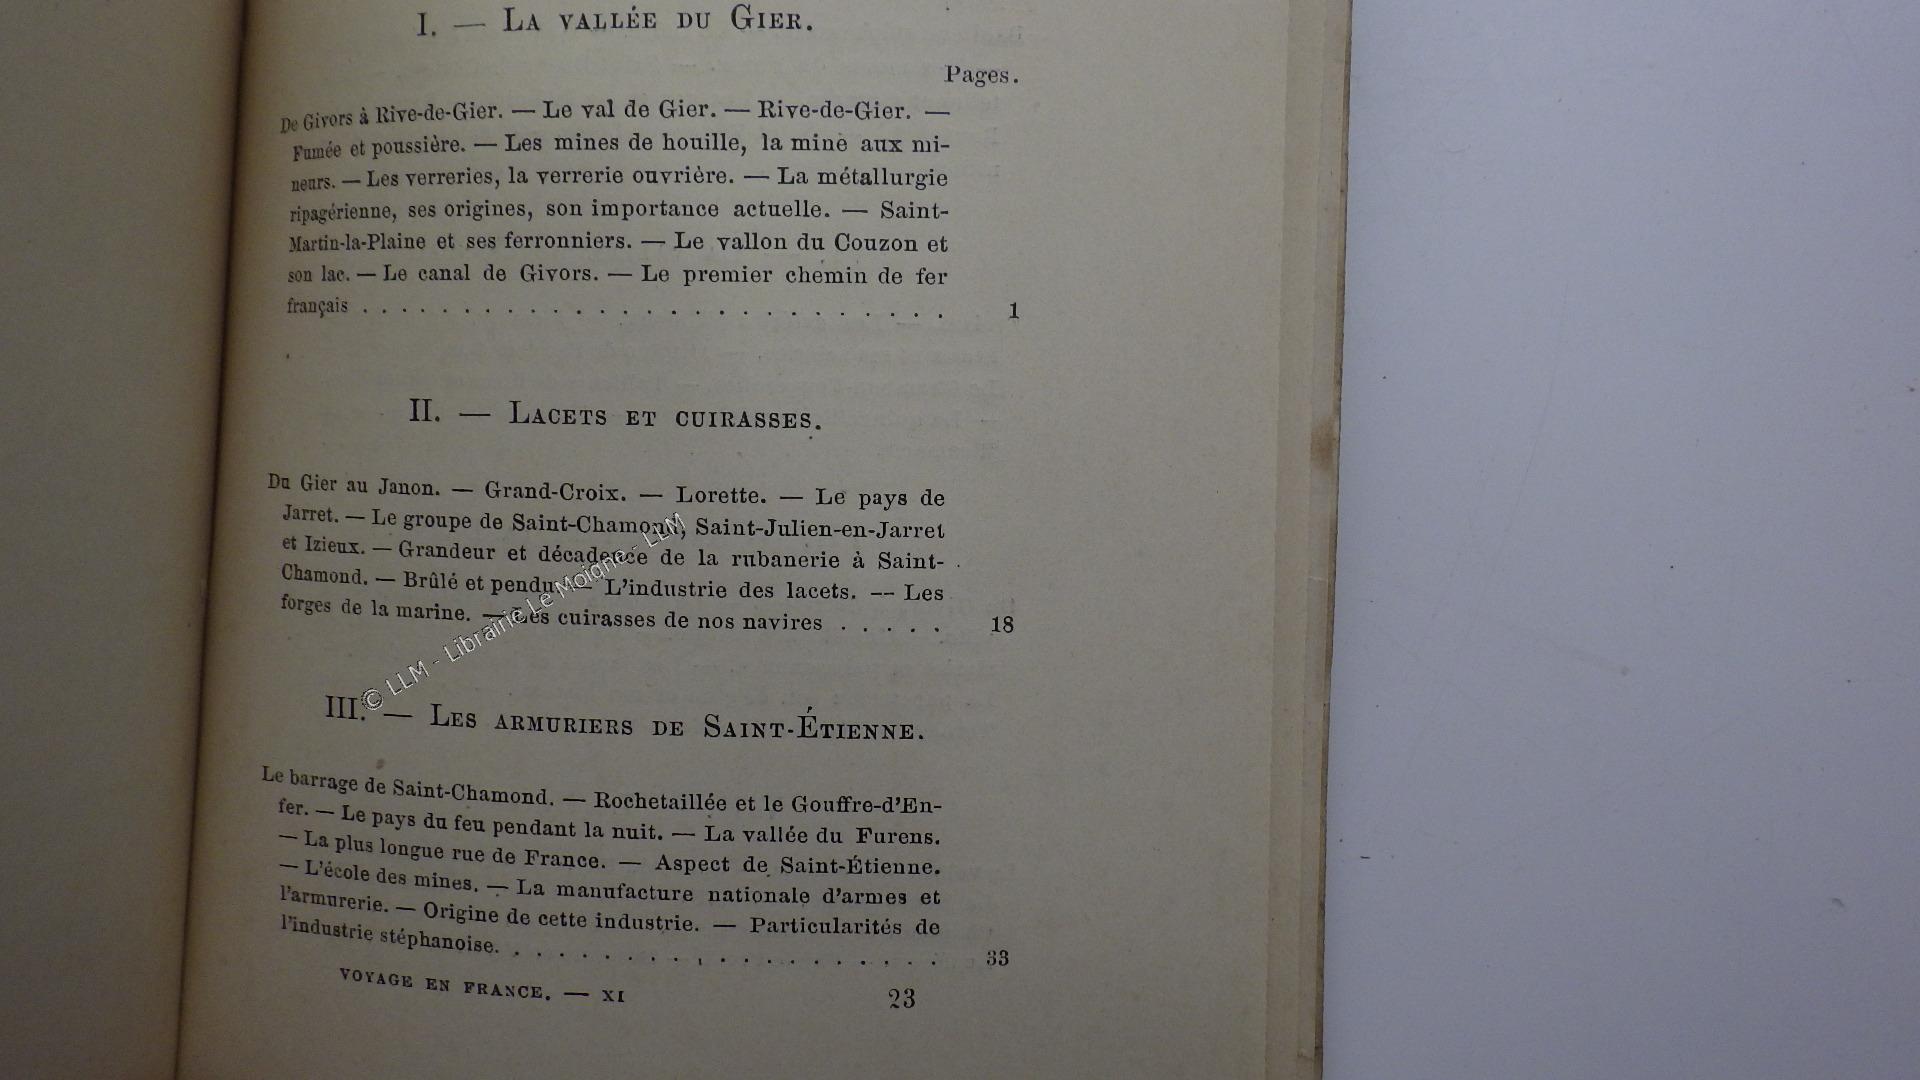 I. — La vallée du Gier.
Pages.
De Givors à Rive-de-Gier. — Le val de Gier. — Rive-de-Gier. —
Fumée et poussière. — Les mines de houille, la mine aux mi-
neurs. — Les verreries, la verrerie ouvrière. — La métallurgie
ripagérienne, ses origines, son importance actuelle. — Saint-
Martin-la-Plaine et ses ferronniers. — Le vallon du Couzon et
son lac. — Le canal de Givors. — Le premier chemin de fer
français . . . . . . . . . . . . . . . . . . . . . . . 1
II. — Lacets et cuirasses.
Du Gier au Janon. — Grand-Croix. — Lorette. — Le pays de
Jarret. — Le groupe de Saint-Chamond, Saint-Julien-en-Jarret
et Izieux. — Grandeur et décadence de la rubanerie à Saint-
Chamond. — Brûlé et pendu. — L'industrie des lacets. — Les
forges de la marine. — Les cuirasses de nos navires . . . . . 18
III. — Les armuriers de Saint-Étienne.
Le barrage de Saint-Chamond. — Rochetaillée et le Gouffre-d'En-
fer. — Le pays du feu pendant la nuit. — La vallée du Furens.
— La plus longue rue de France. — Aspect de Saint-Étienne.
— L'école des mines. — La manufacture nationale d'armes et
l'armurerie. — Origine de cette industrie. — Particularités de
l'industrie stéphanoise. . . . . . . . . . . . . . . . . . 33
VOYAGE EN FRANCE. — XI 23
© LLM - Librairie Le Moigne - LLM